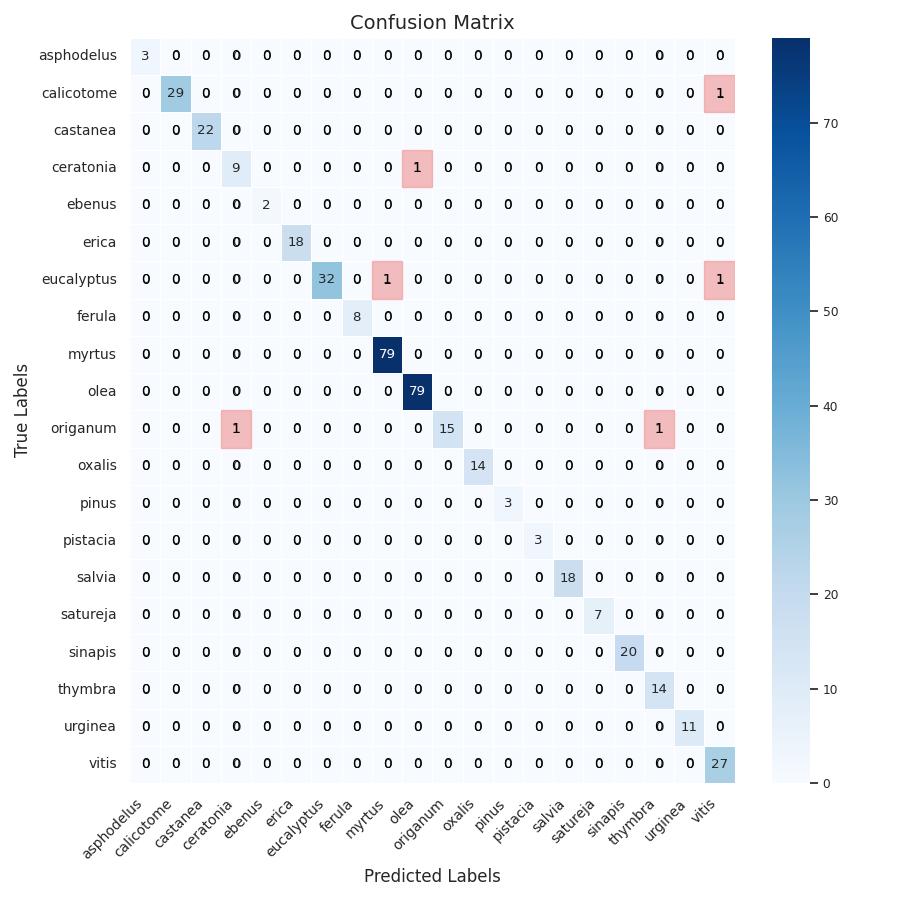 Confusion Matrix
asphodelus 3 0 0 0 0 0 0 0 0 0 0 0 0 0 0 0 0 0 0 0
calicotome 0 29 0 0 0 0 0 0 0 0 0 0 0 0 0 0 0 0 0 1
castanea 0 0 22 0 0 0 0 0 0 0 0 0 0 0 0 0 0 0 0 0
ceratonia 0 0 0 9 0 0 0 0 0 1 0 0 0 0 0 0 0 0 0 0
ebenus 0 0 0 0 2 0 0 0 0 0 0 0 0 0 0 0 0 0 0 0
erica 0 0 0 0 0 18 0 0 0 0 0 0 0 0 0 0 0 0 0 0
eucalyptus 0 0 0 0 0 0 32 0 1 0 0 0 0 0 0 0 0 0 0 1
ferula 0 0 0 0 0 0 0 8 0 0 0 0 0 0 0 0 0 0 0 0
myrtus 0 0 0 0 0 0 0 0 79 0 0 0 0 0 0 0 0 0 0 0
olea 0 0 0 0 0 0 0 0 0 79 0 0 0 0 0 0 0 0 0 0
origanum 0 0 0 1 0 0 0 0 0 0 15 0 0 0 0 0 0 1 0 0
oxalis 0 0 0 0 0 0 0 0 0 0 0 14 0 0 0 0 0 0 0 0
pinus 0 0 0 0 0 0 0 0 0 0 0 0 3 0 0 0 0 0 0 0
pistacia 0 0 0 0 0 0 0 0 0 0 0 0 0 3 0 0 0 0 0 0
salvia 0 0 0 0 0 0 0 0 0 0 0 0 0 0 18 0 0 0 0 0
satureja 0 0 0 0 0 0 0 0 0 0 0 0 0 0 0 7 0 0 0 0
sinapis 0 0 0 0 0 0 0 0 0 0 0 0 0 0 0 0 20 0 0 0
thymbra 0 0 0 0 0 0 0 0 0 0 0 0 0 0 0 0 0 14 0 0
urginea 0 0 0 0 0 0 0 0 0 0 0 0 0 0 0 0 0 0 11 0
vitis 0 0 0 0 0 0 0 0 0 0 0 0 0 0 0 0 0 0 0 27
asphodelus calicotome castanea ceratonia ebenus erica eucalyptus ferula myrtus olea origanum oxalis pinus pistacia salvia satureja sinapis thymbra urginea vitis
Predicted Labels
True Labels
70
60
50
40
30
20
10
0